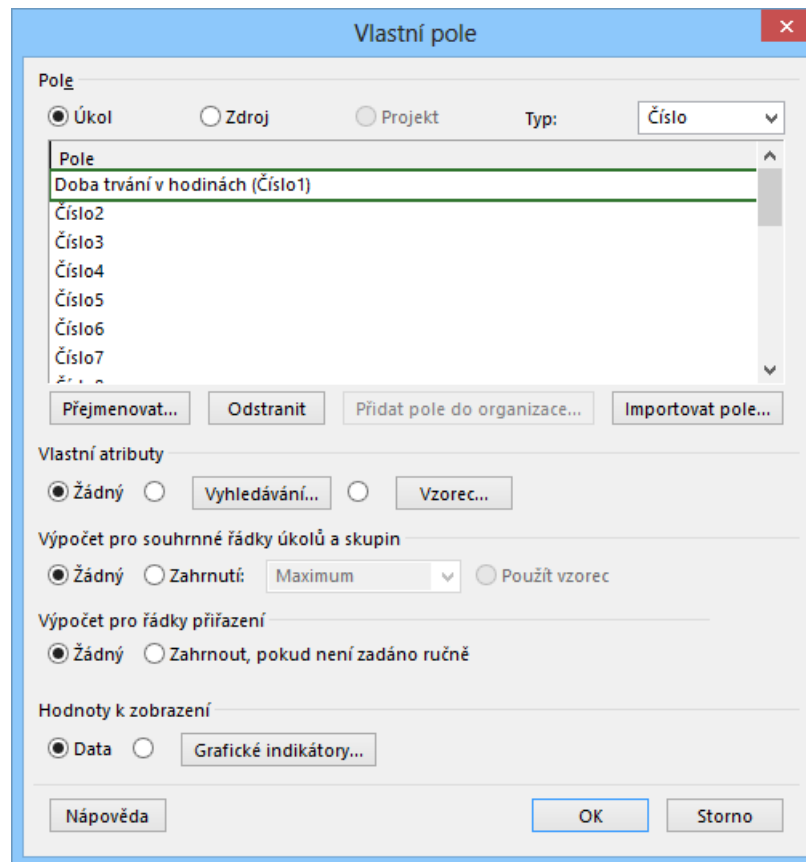 Vlastní pole
Pole
Úkol Zdroj Projekt Typ: Číslo
Pole
Doba trvání v hodinách (Číslo1)
Číslo2
Číslo3
Číslo4
Číslo5
Číslo6
Číslo7
Přejmenovat... Odstranit Přidat pole do organizace... Importovat pole...
Vlastní atributy
Žádný Vyhledávání... Vzorec...
Výpočet pro souhrnné řádky úkolů a skupin
Žádný Zahrnutí: Maximum Použít vzorec
Výpočet pro řádky přiřazení
Žádný Zahrnout, pokud není zadáno ručně
Hodnoty k zobrazení
Data Grafické indikátory...
Nápověda OK Storno